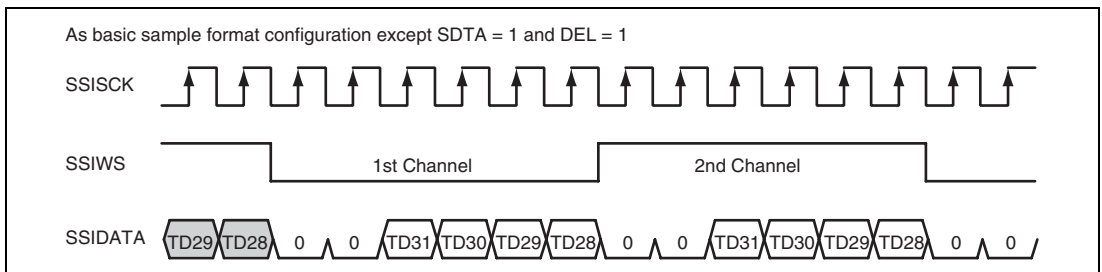 As basic sample format configuration except SDTA = 1 and DEL = 1
SSISCK
SSIWS 1st Channel 2nd Channel
SSIDATA TD29 TD28 0 0 TD31 TD30 TD29 TD28 0 0 TD31 TD30 TD29 TD28 0 0